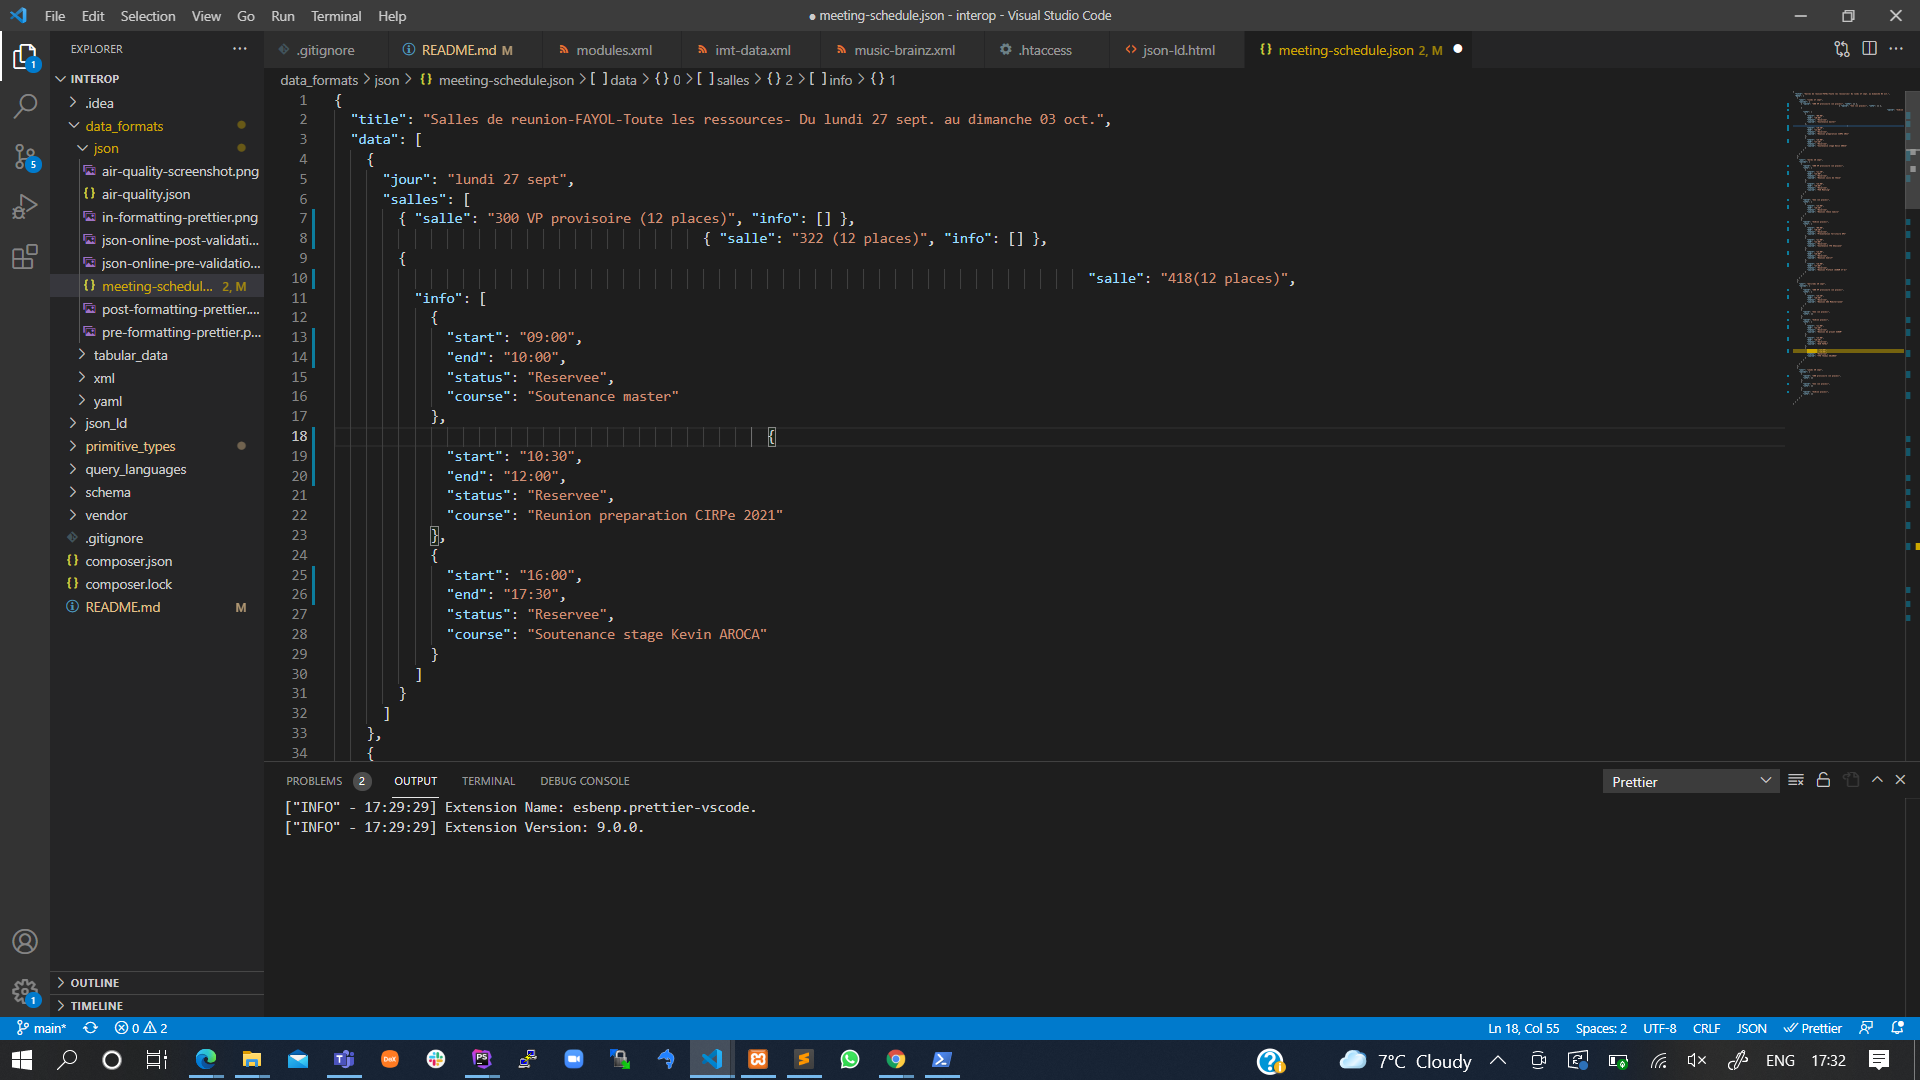 File Edit Selection View Go Run Terminal Help
● meeting-schedule.json - interop - Visual Studio Code
EXPLORER
.gitignore
README.md M
modules.xml
imt-data.xml
music-brainz.xml
.htaccess
json-ld.html
{} meeting-schedule.json 2, M
data_formats > json > {} meeting-schedule.json > [ ] data > {} 0 > [ ] salles > {} 2 > [ ] info > {} 1
INTEROP
.idea
data_formats
json
air-quality-screenshot.png
{} air-quality.json
in-formatting-prettier.png
json-online-post-validati...
json-online-pre-validatio...
{} meeting-schedul... 2, M
post-formatting-prettier....
pre-formatting-prettier.p...
tabular_data
xml
yaml
json_ld
primitive_types
query_languages
schema
vendor
.gitignore
{} composer.json
{} composer.lock
README.md M
OUTLINE
TIMELINE
1
5
1
1 {
2 "title": "Salles de reunion-FAYOL-Toute les ressources- Du lundi 27 sept. au dimanche 03 oct.",
3 "data": [
4 {
5 "jour": "lundi 27 sept",
6 "salles": [
7 { "salle": "300 VP provisoire (12 places)", "info": [] },
8 { "salle": "322 (12 places)", "info": [] },
9 {
10 "salle": "418(12 places)",
11 "info": [
12 {
13 "start": "09:00",
14 "end": "10:00",
15 "status": "Reservee",
16 "course": "Soutenance master"
17 },
18 {
19 "start": "10:30",
20 "end": "12:00",
21 "status": "Reservee",
22 "course": "Reunion preparation CIRPe 2021"
23 },
24 {
25 "start": "16:00",
26 "end": "17:30",
27 "status": "Reservee",
28 "course": "Soutenance stage Kevin AROCA"
29 }
30 ]
31 }
32 ]
33 },
34 {
PROBLEMS 2 OUTPUT TERMINAL DEBUG CONSOLE
Prettier
["INFO" - 17:29:29] Extension Name: esbenp.prettier-vscode.
["INFO" - 17:29:29] Extension Version: 9.0.0.
main* 0 2
Ln 18, Col 55 Spaces: 2 UTF-8 CRLF JSON Prettier
7°C Cloudy ENG 17:32